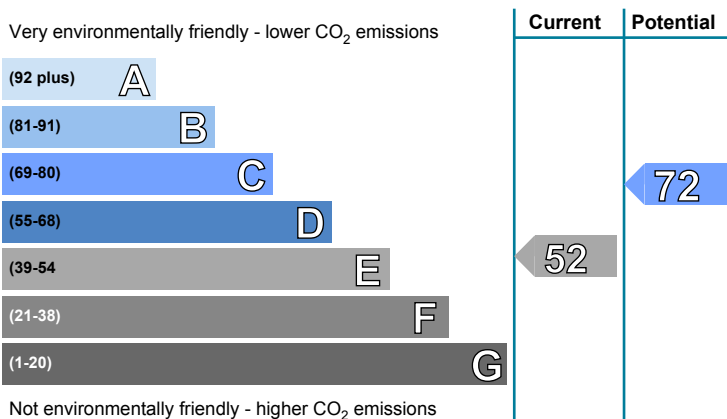 Current Potential
Very environmentally friendly - lower CO2 emissions
(92 plus) A
(81-91) B
(69-80) C
72
(55-68) D
52
(39-54 E
(21-38) F
(1-20) G
Not environmentally friendly - higher CO2 emissions